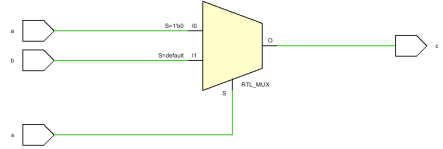 a
S=1'b0 I0
O
c
b
S=default I1
S
RTL_MUX
s